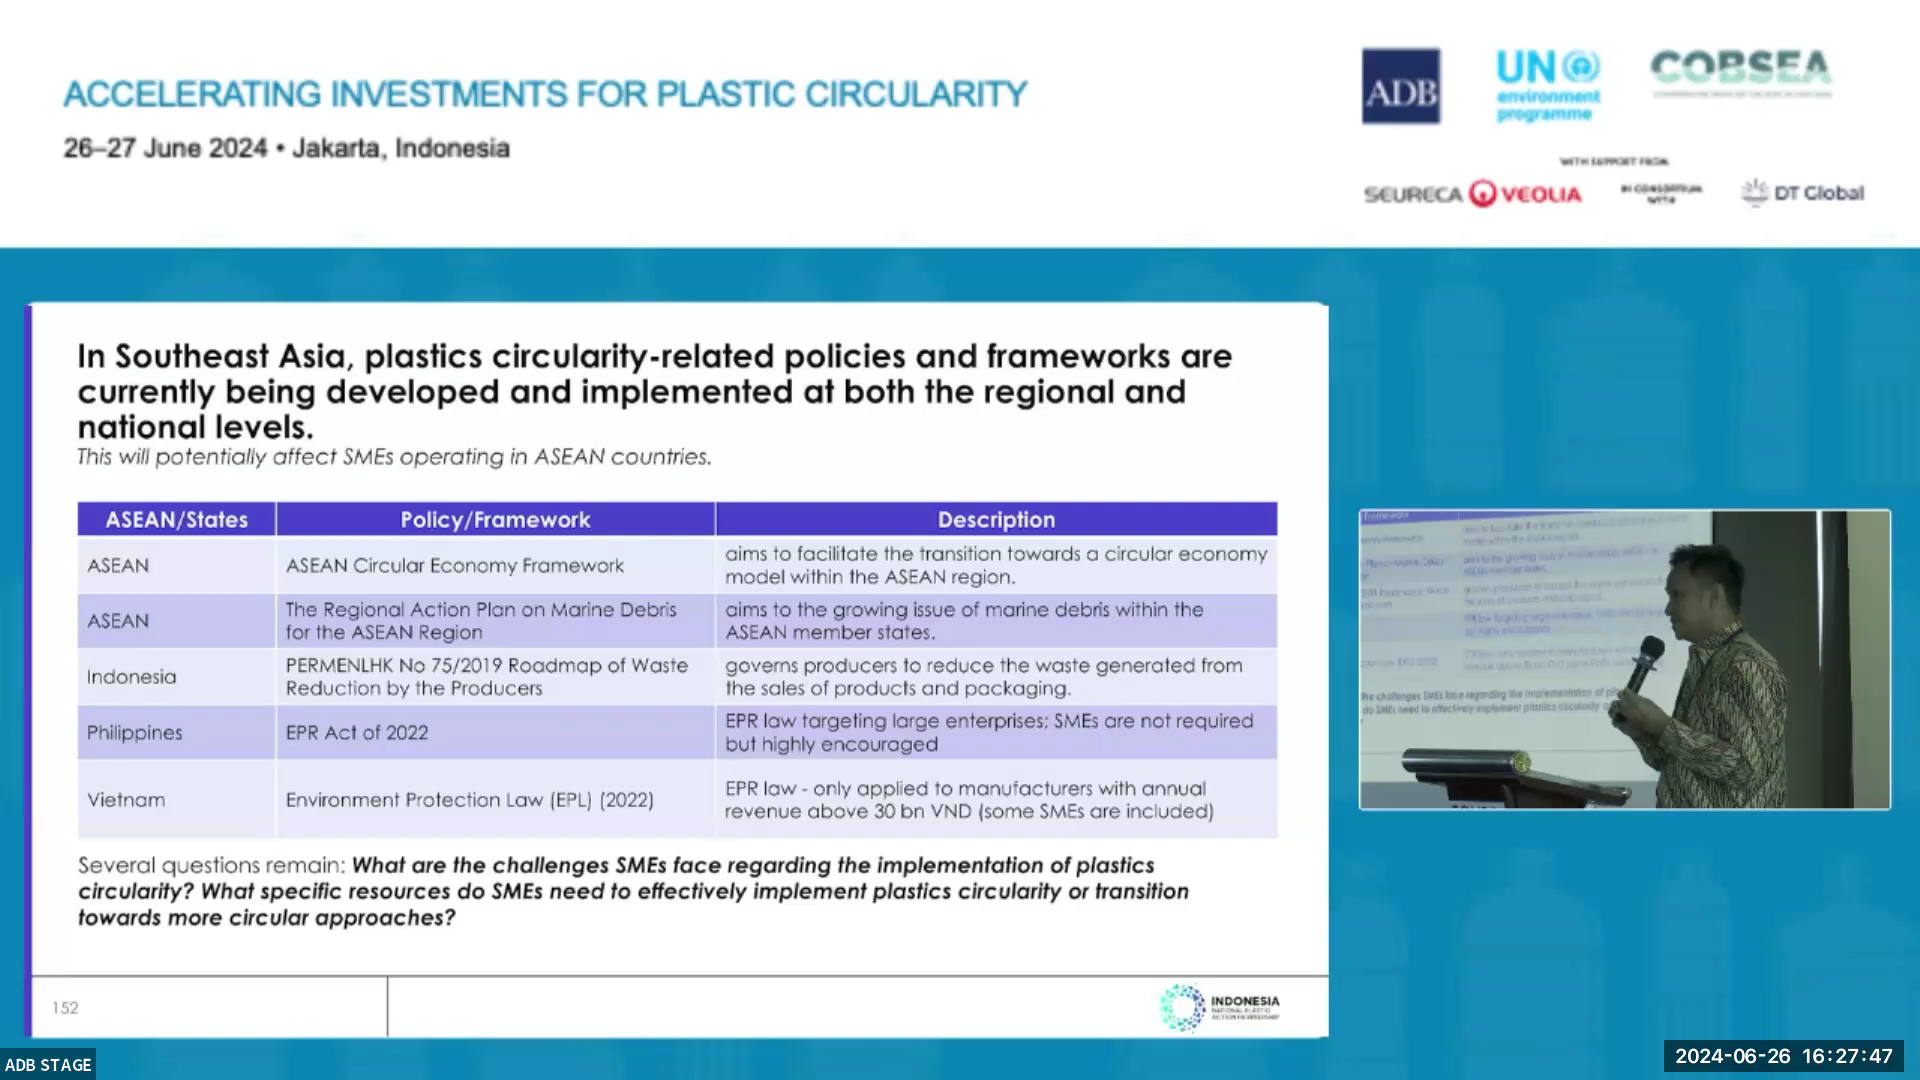 ACCELERATING INVESTMENTS FOR PLASTIC CIRCULARITY
26–27 June 2024 • Jakarta, Indonesia
ADB
UN
environment
programme
COBSEA
WITH SUPPORT FROM
SEURECA VEOLIA
IN CONSORTIUM
WITH
DT Global
In Southeast Asia, plastics circularity-related policies and frameworks are
currently being developed and implemented at both the regional and
national levels.
This will potentially affect SMEs operating in ASEAN countries.
ASEAN/States Policy/Framework Description
ASEAN ASEAN Circular Economy Framework aims to facilitate the transition towards a circular economy
model within the ASEAN region.
ASEAN The Regional Action Plan on Marine Debris
for the ASEAN Region
aims to the growing issue of marine debris within the
ASEAN member states.
Indonesia PERMENLHK No 75/2019 Roadmap of Waste
Reduction by the Producers
governs producers to reduce the waste generated from
the sales of products and packaging.
Philippines EPR Act of 2022 EPR law targeting large enterprises; SMEs are not required
but highly encouraged
Vietnam Environment Protection Law (EPL) (2022) EPR law - only applied to manufacturers with annual
revenue above 30 bn VND (some SMEs are included)
Several questions remain: What are the challenges SMEs face regarding the implementation of plastics
circularity? What specific resources do SMEs need to effectively implement plastics circularity or transition
towards more circular approaches?
152
INDONESIA
NATIONAL PLASTIC
ACTION PARTNERSHIP
ADB STAGE
2024-06-26 16:27:47